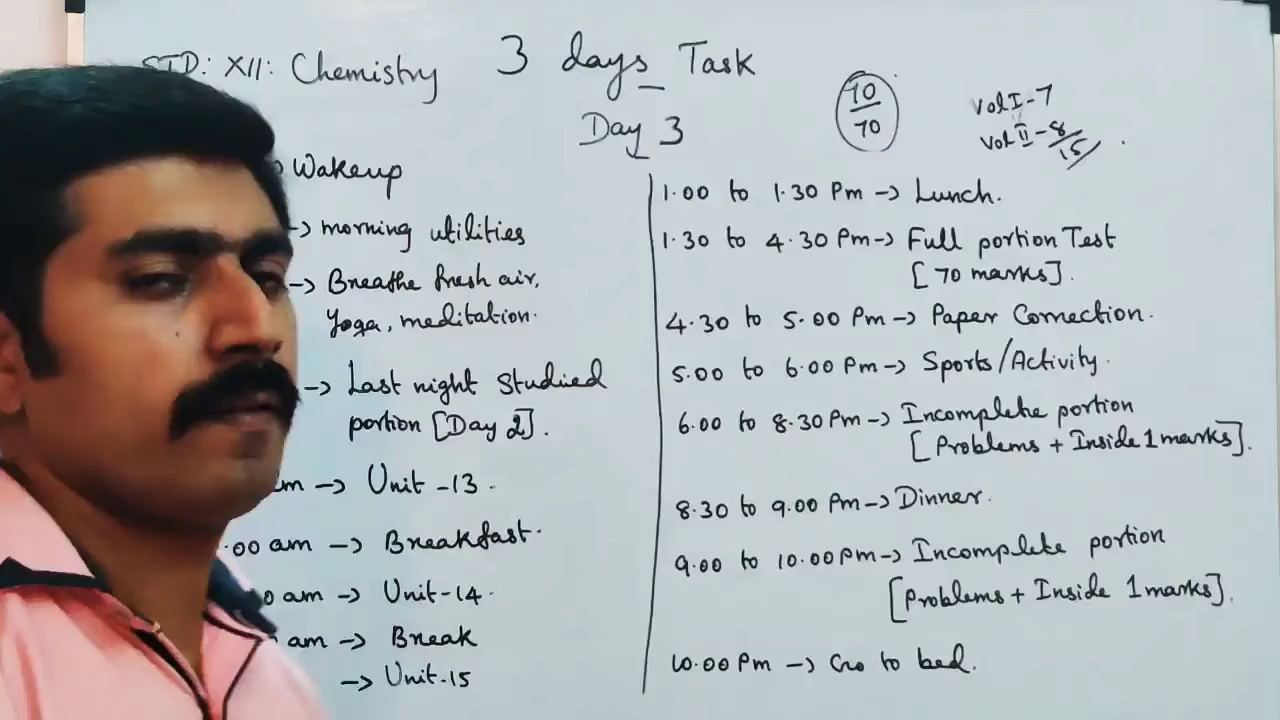 STD: XII: Chemistry 3 days Task
Day 3
70
70
Vol I - 7
Vol II - 8/15
Wakeup
-> morning utilities
-> Breathe fresh air,
Yoga, meditation.
-> Last night Studied
portion [Day 2].
am -> Unit -13.
.00 am -> Breakfast.
0 am -> Unit-14.
am -> Break
-> Unit-15
1.00 to 1.30 Pm -> Lunch.
1.30 to 4.30 Pm -> Full portion Test
[70 marks].
4.30 to 5.00 Pm -> Paper Correction.
5.00 to 6.00 Pm -> Sports/Activity.
6.00 to 8.30 Pm -> Incomplete portion
[Problems + Inside 1 marks].
8.30 to 9.00 Pm -> Dinner.
9.00 to 10.00 Pm -> Incomplete portion
[Problems + Inside 1 marks].
10.00 Pm -> Go to bed.